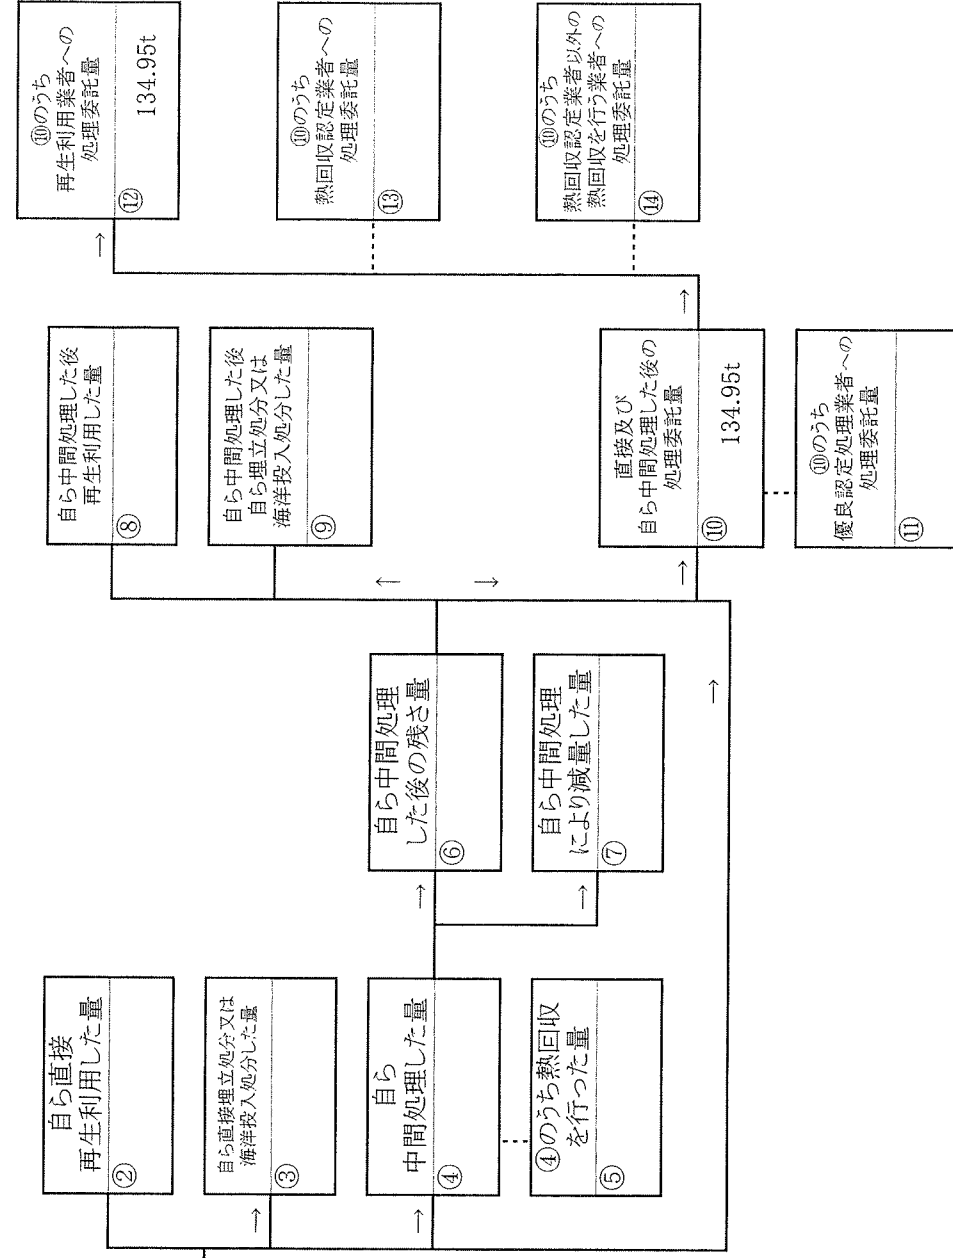 自ら直接
再生利用した量
②
自ら直接埋立処分又は
海洋投入処分した量
③
自ら
中間処理した量
④
④のうち熱回収
を行った量
⑤
自ら中間処理
した後の残さ量
⑥
自ら中間処理
により減量した量
⑦
自ら中間処理した後
再生利用した量
⑧
自ら中間処理した後
自ら埋立処分又は
海洋投入処分した量
⑨
直接及び
自ら中間処理した後の
処理委託量
⑩
134.95t
⑩のうち
優良認定処理業者への
処理委託量
⑪
⑩のうち
再生利用業者への
処理委託量
⑫
134.95t
⑩のうち
熱回収認定業者への
処理委託量
⑬
⑩のうち
熱回収認定業者以外の
熱回収を行う業者への
処理委託量
⑭